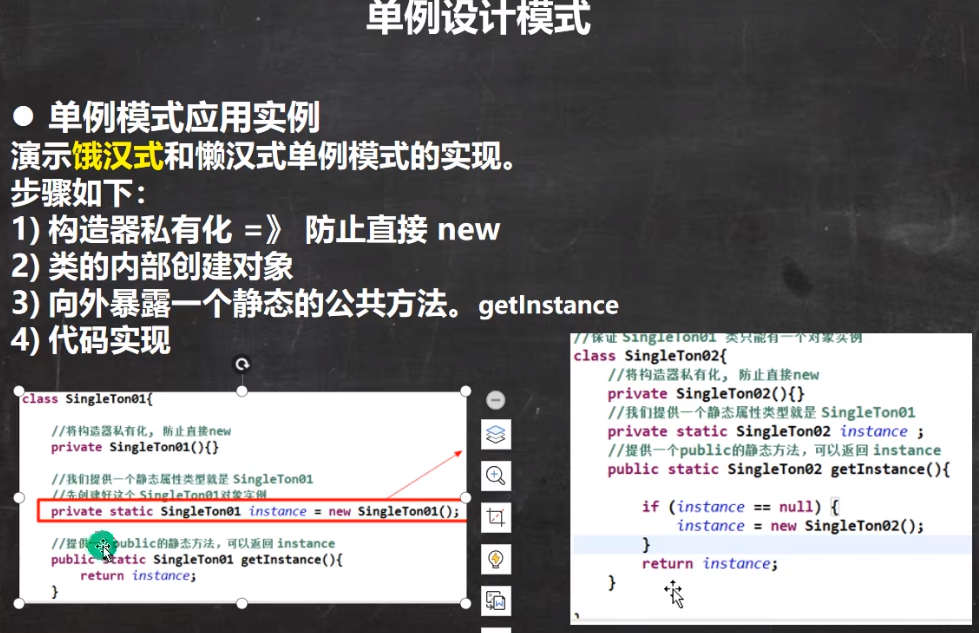 单例设计模式
● 单例模式应用实例
演示饿汉式和懒汉式单例模式的实现。
步骤如下：
1) 构造器私有化 =》 防止直接 new
2) 类的内部创建对象
3) 向外暴露一个静态的公共方法。getInstance
4) 代码实现
class SingleTon01{
//将构造器私有化, 防止直接new
private SingleTon01(){}
//我们提供一个静态属性类型就是 SingleTon01
//先创建好这个 SingleTon01对象实例
private static SingleTon01 instance = new SingleTon01();
//提供 public的静态方法，可以返回 instance
public static SingleTon01 getInstance(){
return instance;
}
//保证 SingleTon01 类只能有一个对象实例
class SingleTon02{
//将构造器私有化, 防止直接new
private SingleTon02(){}
//我们提供一个静态属性类型就是 SingleTon01
private static SingleTon02 instance ;
//提供一个public的静态方法，可以返回 instance
public static SingleTon02 getInstance(){
if (instance == null) {
instance = new SingleTon02();
}
return instance;
}